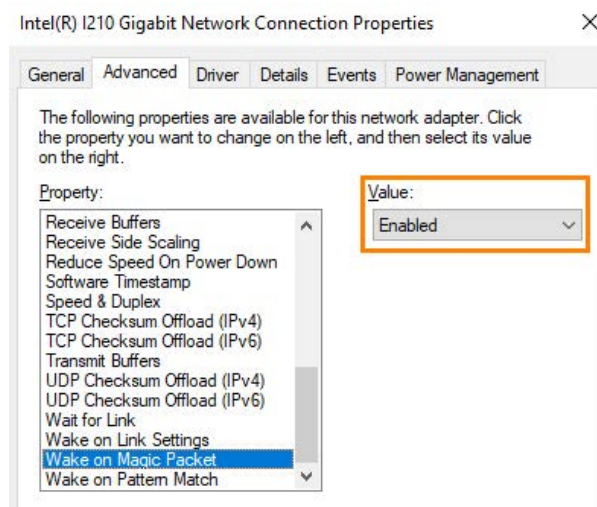 Intel(R) I210 Gigabit Network Connection Properties
General Advanced Driver Details Events Power Management
The following properties are available for this network adapter. Click
the property you want to change on the left, and then select its value
on the right.
Property:
Value:
Receive Buffers
Receive Side Scaling
Reduce Speed On Power Down
Software Timestamp
Speed & Duplex
TCP Checksum Offload (IPv4)
TCP Checksum Offload (IPv6)
Transmit Buffers
UDP Checksum Offload (IPv4)
UDP Checksum Offload (IPv6)
Wait for Link
Wake on Link Settings
Wake on Magic Packet
Wake on Pattern Match
Enabled